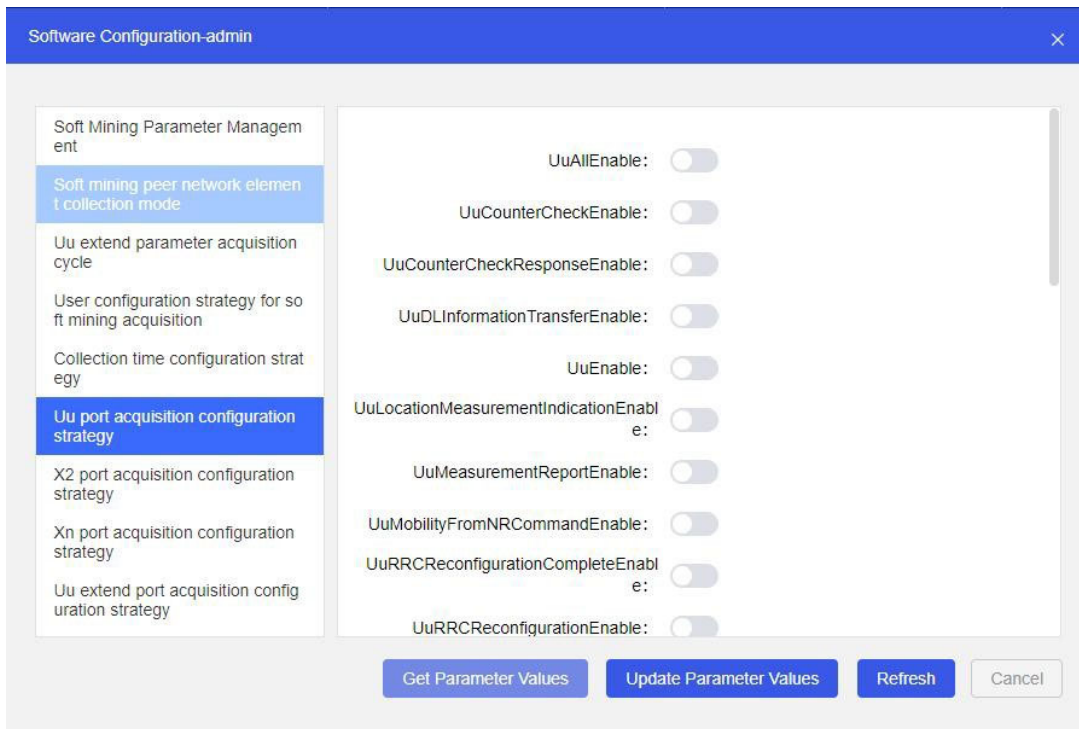 Software Configuration-admin
Soft Mining Parameter Managem
ent
Soft mining peer network elemen
t collection mode
Uu extend parameter acquisition
cycle
User configuration strategy for so
ft mining acquisition
Collection time configuration strat
egy
Uu port acquisition configuration
strategy
X2 port acquisition configuration
strategy
Xn port acquisition configuration
strategy
Uu extend port acquisition config
uration strategy
UuAllEnable:
UuCounterCheckEnable:
UuCounterCheckResponseEnable:
UuDLInformationTransferEnable:
UuEnable:
UuLocationMeasurementIndicationEnabl
e:
UuMeasurementReportEnable:
UuMobilityFromNRCommandEnable:
UuRRCReconfigurationCompleteEnabl
e:
UuRRCReconfigurationEnable:
Get Parameter Values
Update Parameter Values
Refresh
Cancel